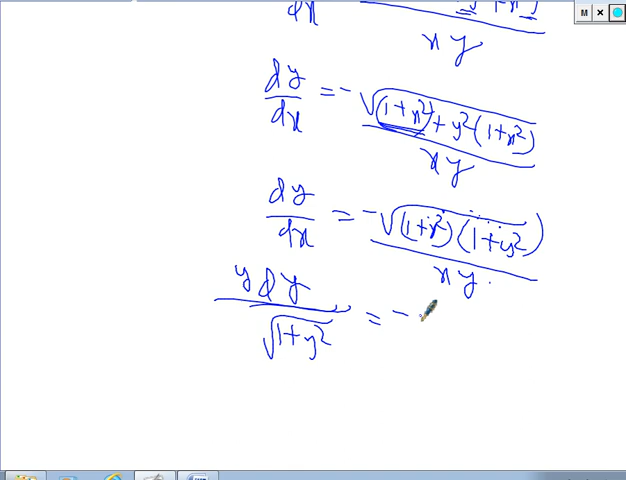 dx
xy
dy/dx = - √((1+x²) + y²(1+x²)) / xy
dy/dx = - √((1+x²)(1+y²)) / xy
y dy / √(1+y²) = -